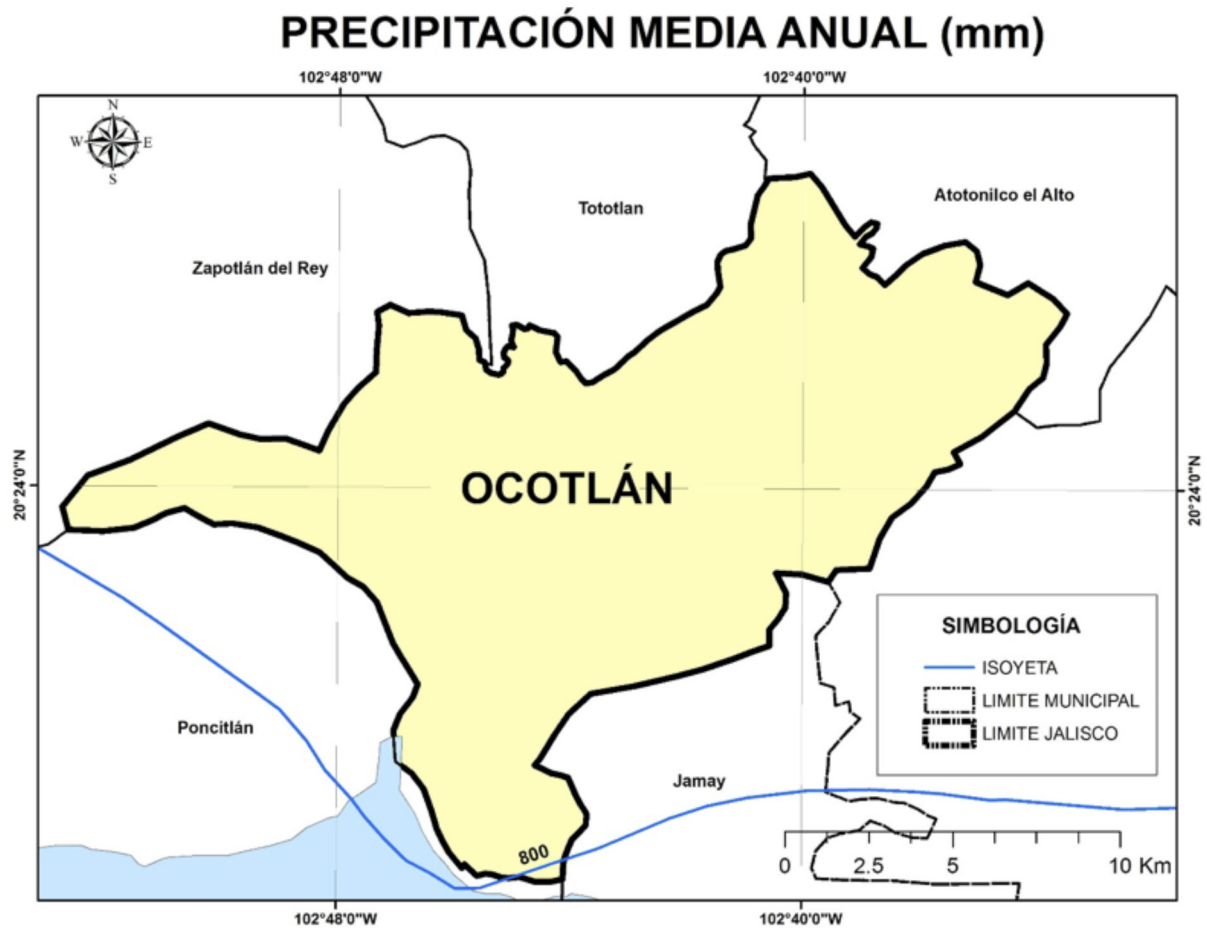 PRECIPITACIÓN MEDIA ANUAL (mm)
102°48'0"W
102°40'0"W
N
W
E
S
Tototlan
Atotonilco el Alto
Zapotlán del Rey
20°24'0"N
OCOTLÁN
20°24'0"N
SIMBOLOGÍA
ISOYETA
LIMITE MUNICIPAL
LIMITE JALISCO
Poncitlán
Jamay
800
0 2.5 5 10 Km
102°48'0"W
102°40'0"W